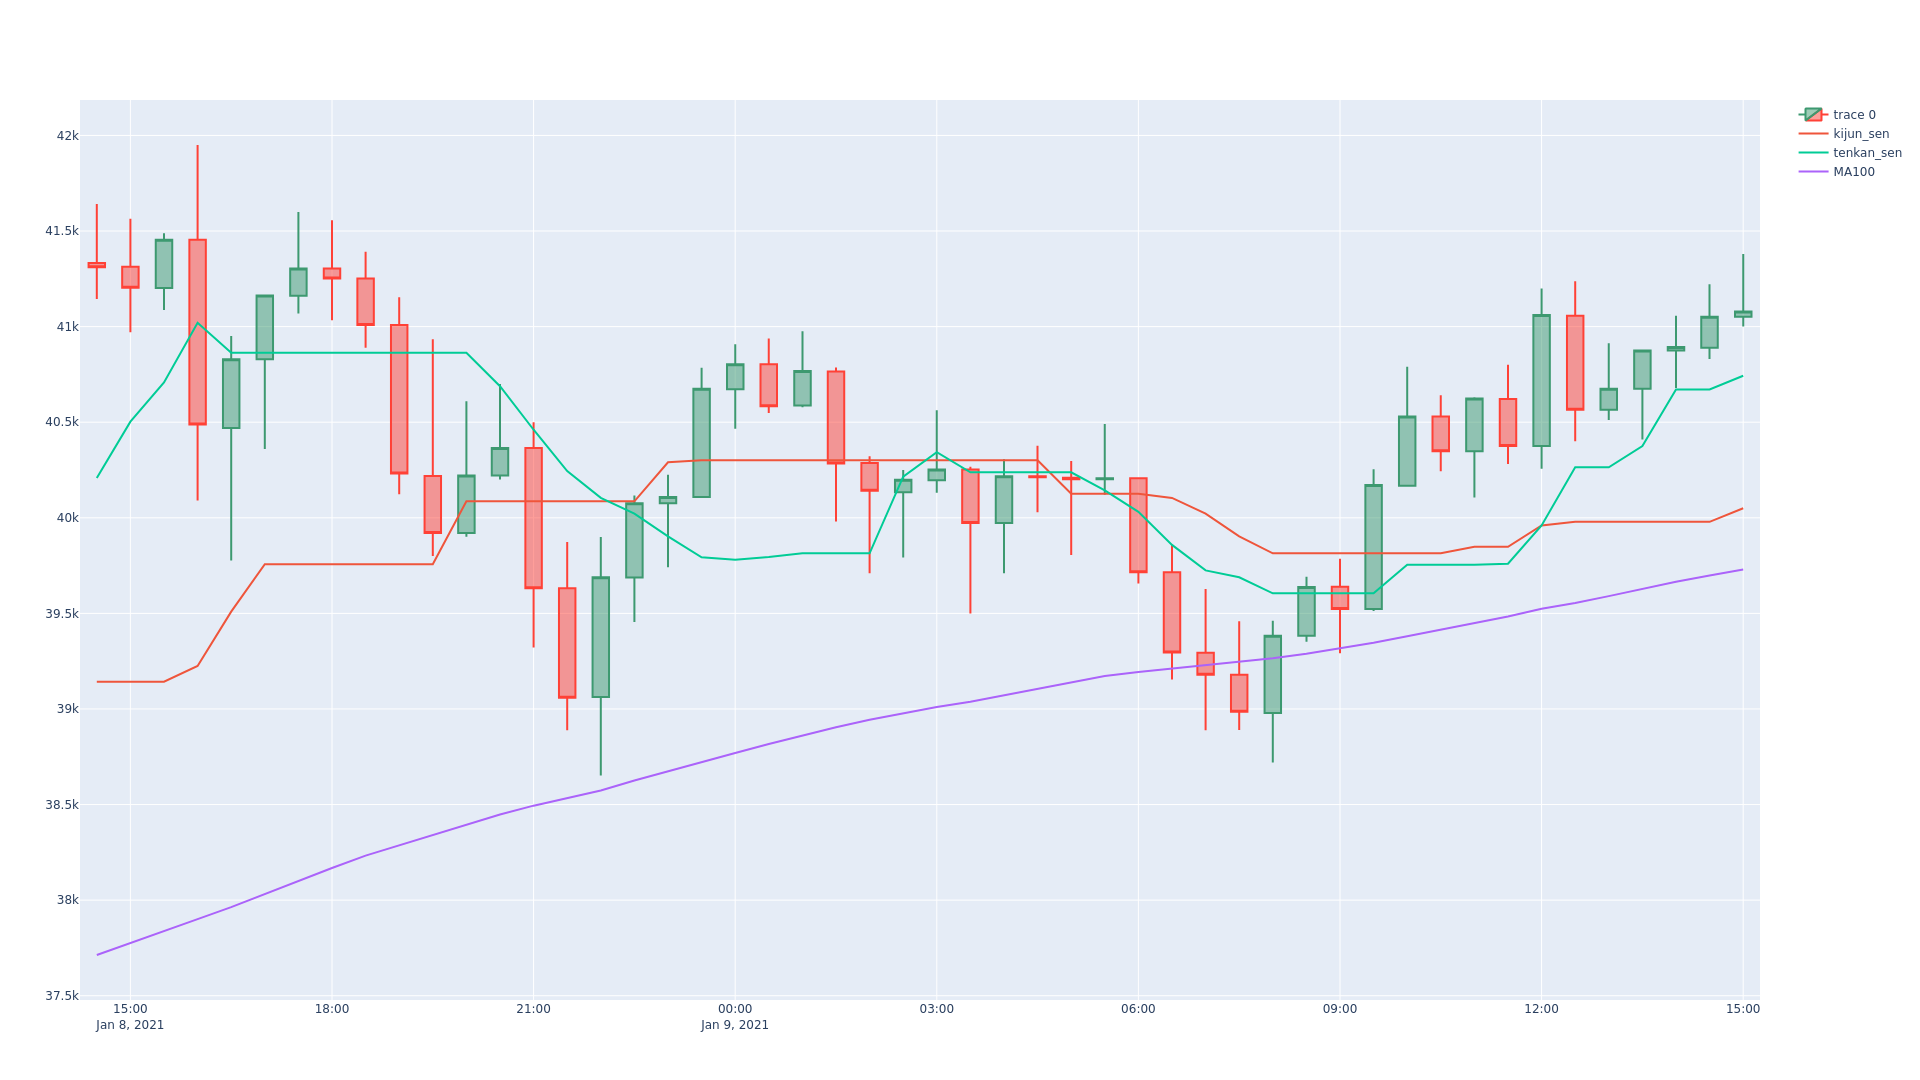 42k
41.5k
41k
40.5k
40k
39.5k
39k
38.5k
38k
37.5k
15:00 18:00 21:00 00:00 03:00 06:00 09:00 12:00 15:00
Jan 8, 2021 Jan 9, 2021
trace 0
kijun_sen
tenkan_sen
MA100